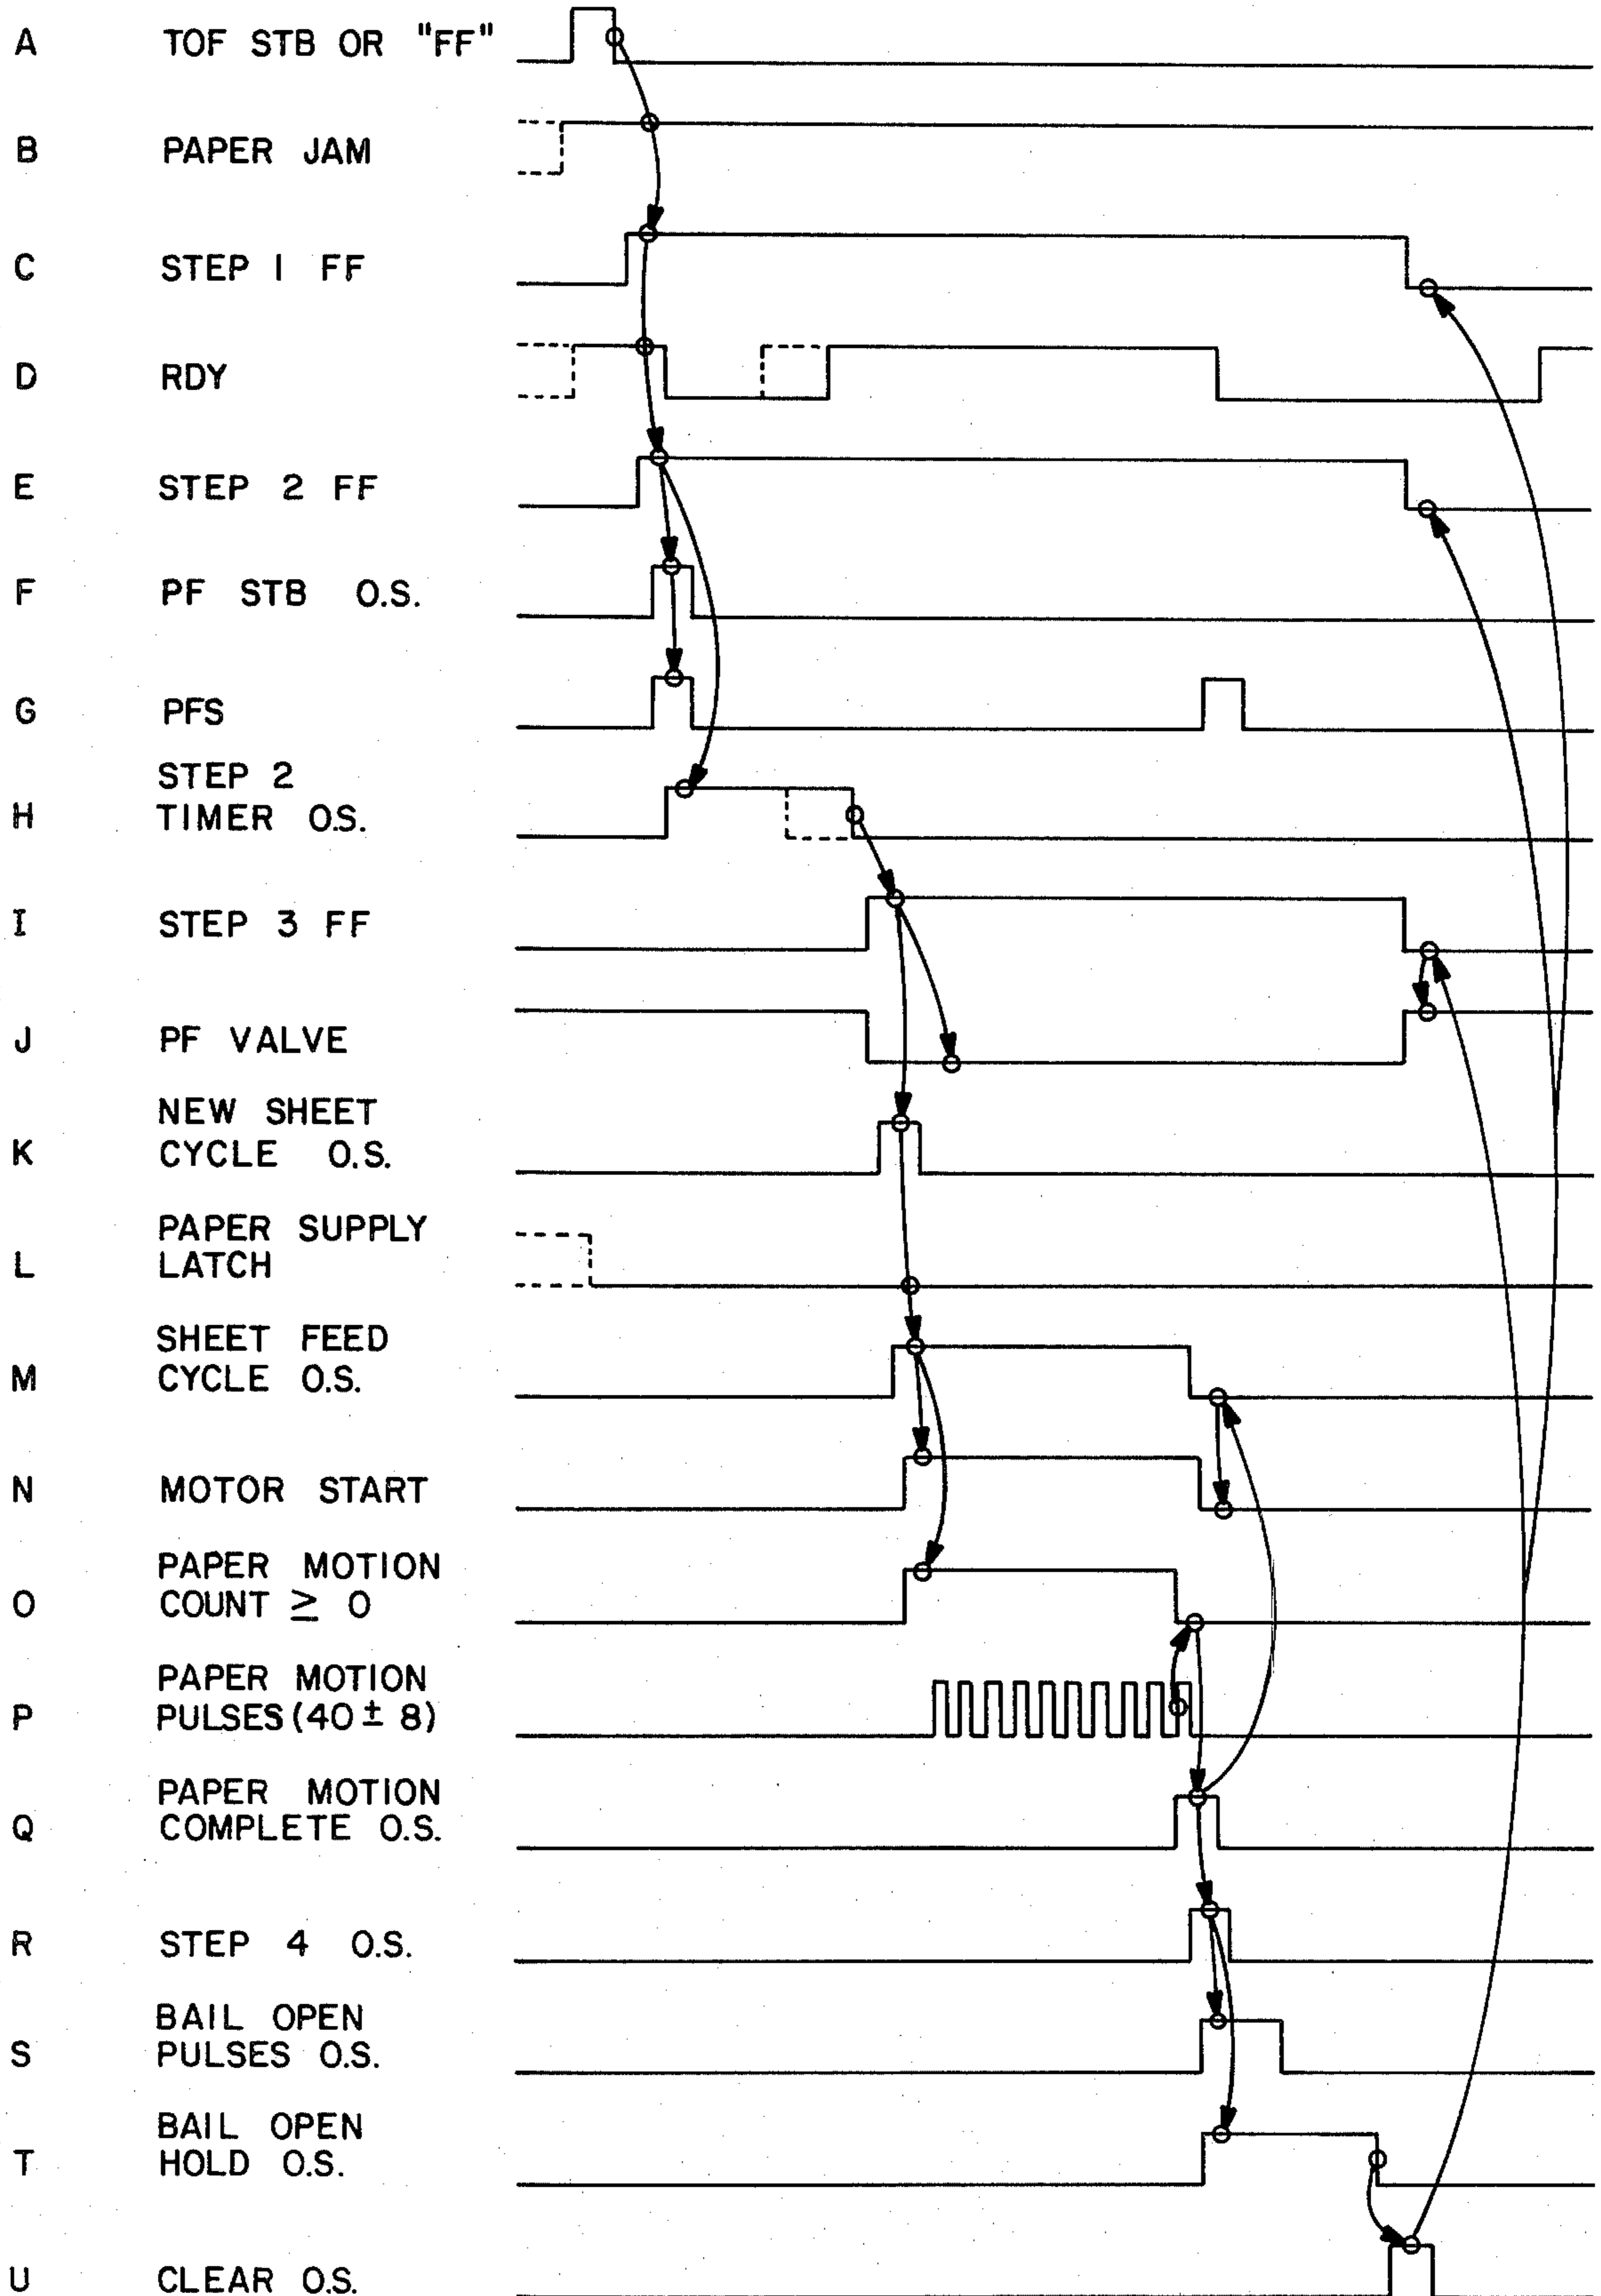 A TOF STB OR "FF"
B PAPER JAM
C STEP 1 FF
D RDY
E STEP 2 FF
F PF STB O.S.
G PFS
STEP 2
H TIMER O.S.
I STEP 3 FF
J PF VALVE
NEW SHEET
K CYCLE O.S.
PAPER SUPPLY
L LATCH
SHEET FEED
M CYCLE O.S.
N MOTOR START
PAPER MOTION
O COUNT ≥ 0
PAPER MOTION
P PULSES (40 ± 8)
PAPER MOTION
Q COMPLETE O.S.
R STEP 4 O.S.
BAIL OPEN
S PULSES O.S.
BAIL OPEN
T HOLD O.S.
U CLEAR O.S.